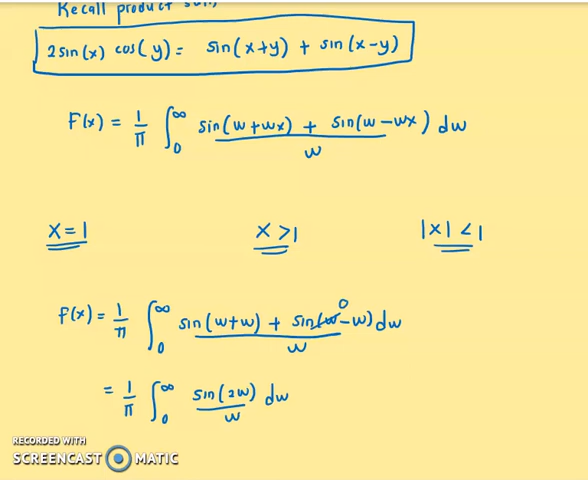 Recall product sum
2 sin(x) cos(y) = sin(x+y) + sin(x-y)
F(x) = 1/π ∫₀^∞ (sin(w+wx) + sin(w-wx))/w dw
x=1 x>1 |x|<1
f(x) = 1/π ∫₀^∞ (sin(w+w) + sin(w-w)⁰)/w dw
= 1/π ∫₀^∞ sin(2w)/w dw
RECORDED WITH
SCREENCAST MATIC